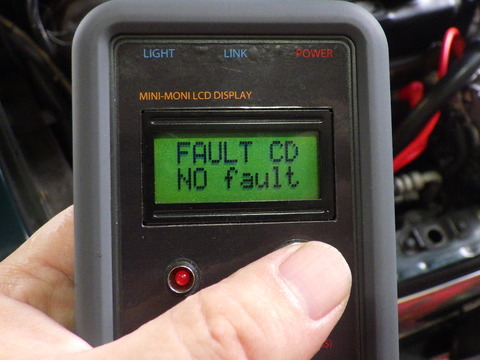 LIGHT LINK POWER
MINI-MONI LCD DISPLAY
FAULT CD
NO fault